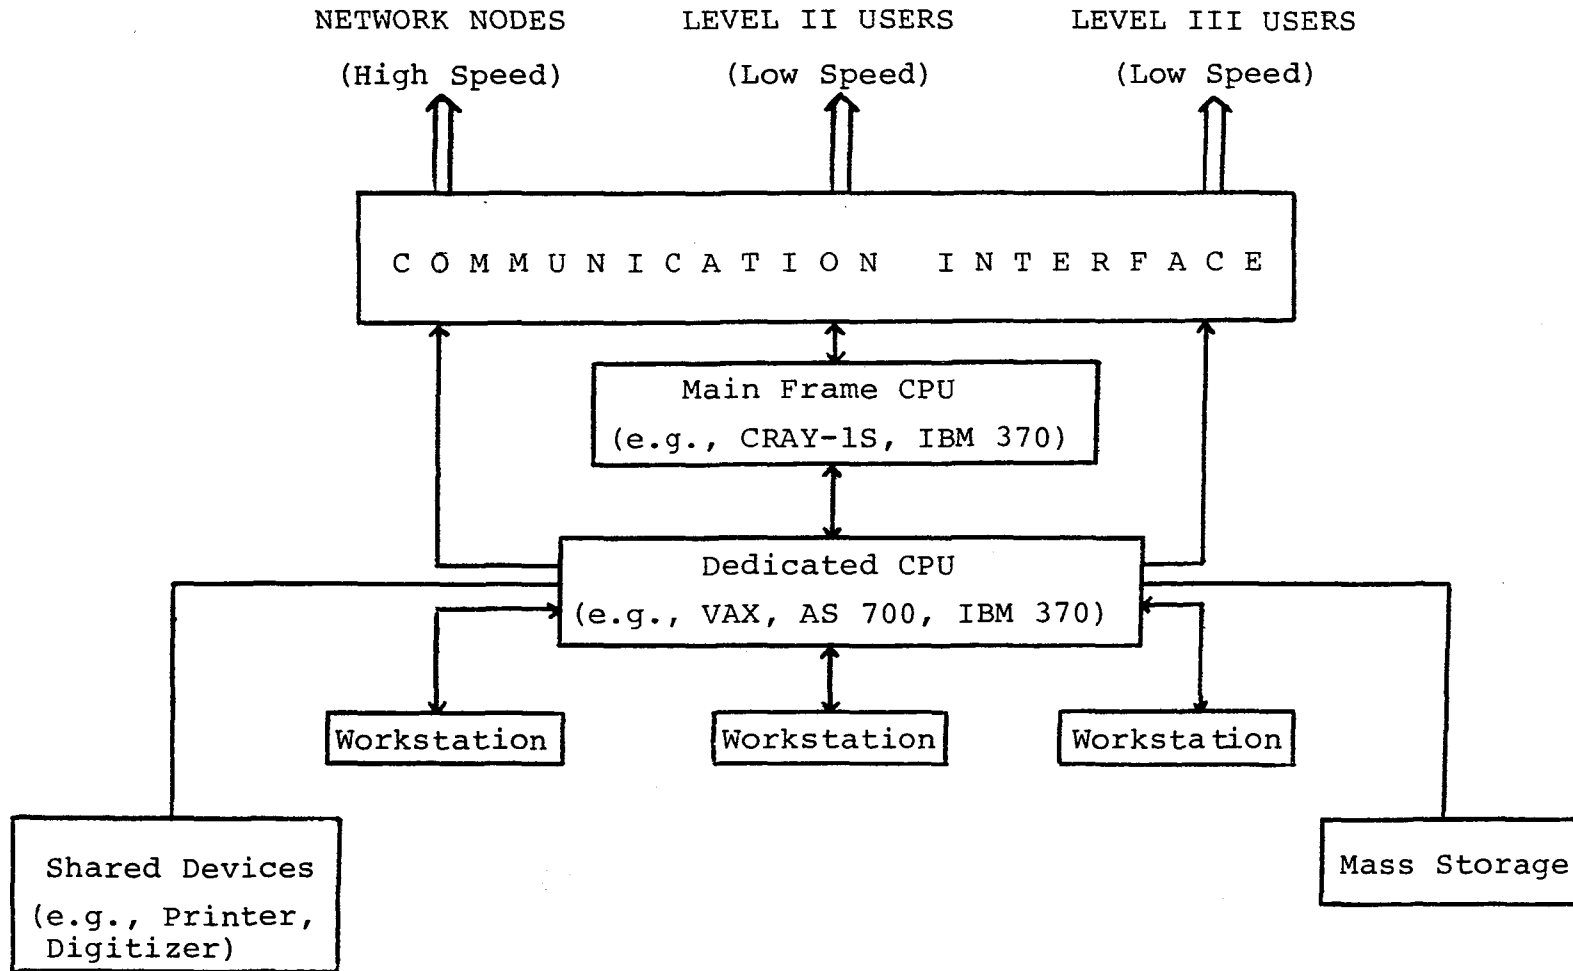 NETWORK NODES LEVEL II USERS LEVEL III USERS
(High Speed) (Low Speed) (Low Speed)
COMMUNICATION INTERFACE
Main Frame CPU
(e.g., CRAY-1S, IBM 370)
Dedicated CPU
(e.g., VAX, AS 700, IBM 370)
Workstation Workstation Workstation
Shared Devices
(e.g., Printer,
Digitizer)
Mass Storage